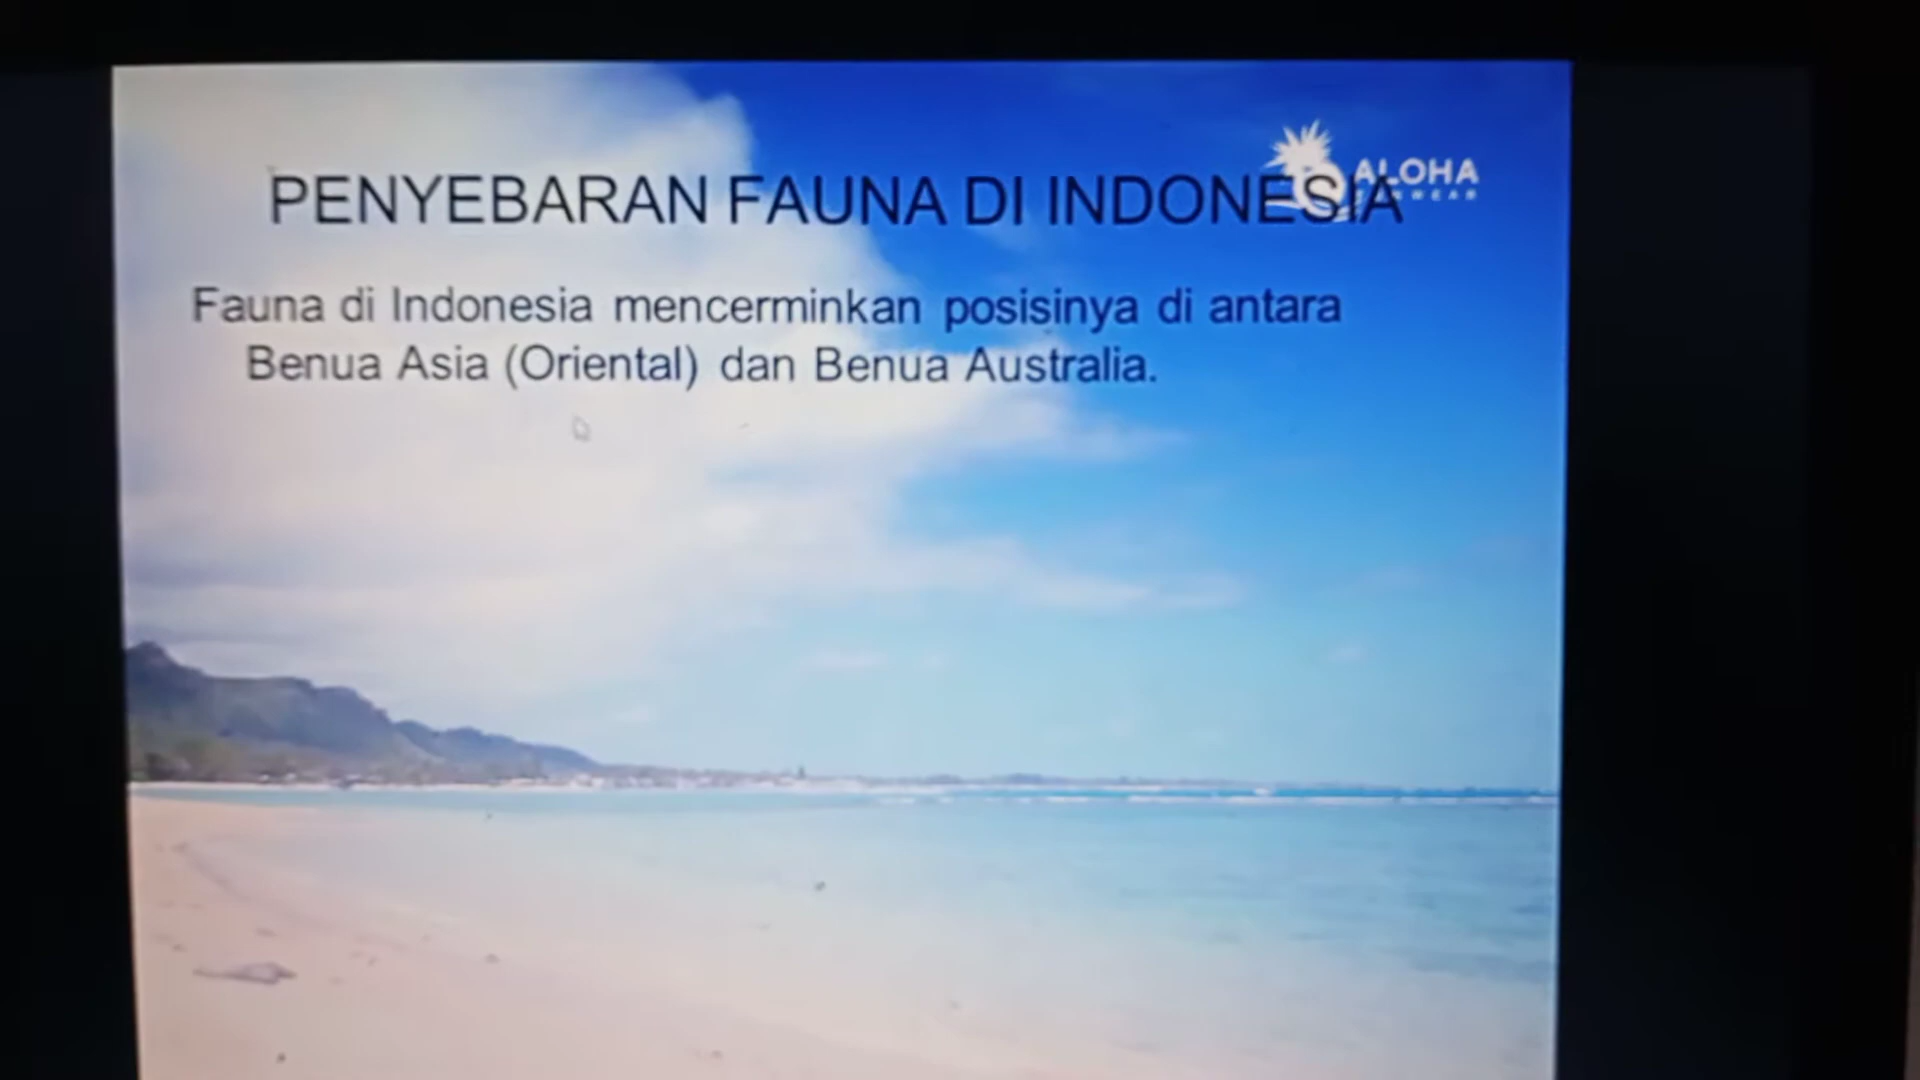 PENYEBARAN FAUNA DI INDONESIA
ALOHA
Fauna di Indonesia mencerminkan posisinya di antara
Benua Asia (Oriental) dan Benua Australia.